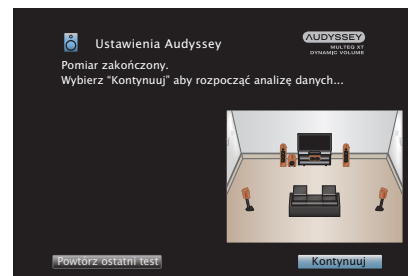 Ustawienia Audyssey
AUDYSSEY
MULTEQ XT
DYNAMIC VOLUME
Pomiar zakończony.
Wybierz “Kontynuuj” aby rozpocząć analizę danych...
Powtórz ostatni test
Kontynuuj